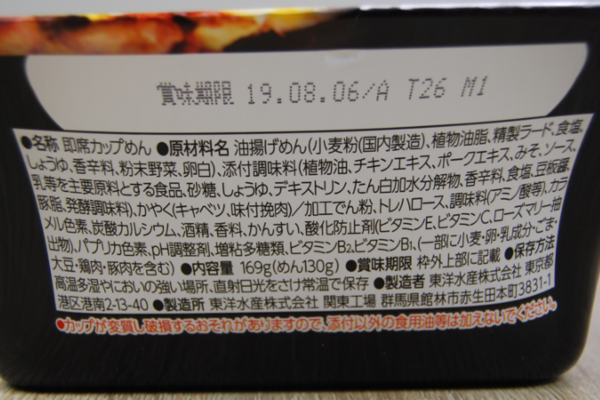 賞味期限 19.08.06/A T26 M1
●名称 即席カップめん ●原材料名 油揚げめん(小麦粉(国内製造)、植物油脂、精製ラード、食塩、
しょうゆ、香辛料、粉末野菜、卵白)、添付調味料(植物油、チキンエキス、ポークエキス、みそ、ソース、
乳等を主要原料とする食品、砂糖、しょうゆ、デキストリン、たん白加水分解物、香辛料、食塩、豆板醤、
豚脂、発酵調味料)、かやく(キャベツ、味付挽肉)/加工でん粉、トレハロース、調味料(アミノ酸等)、カラ
メル色素、炭酸カルシウム、酒精、香料、かんすい、酸化防止剤(ビタミンE、ビタミンC、ローズマリー抽
出物)、パプリカ色素、pH調整剤、増粘多糖類、ビタミンB₂、ビタミンB₁、(一部に小麦・卵・乳成分・ごま・
大豆・鶏肉・豚肉を含む) ●内容量 169g(めん130g) ●賞味期限 枠外上部に記載 ●保存方法
高温多湿やにおいの強い場所、直射日光をさけ常温で保存 ●製造者 東洋水産株式会社 東京都
港区港南2-13-40 ●製造所 東洋水産株式会社 関東工場 群馬県館林市赤生田本町3831-1
●カップが変質し破損するおそれがありますので、添付以外の食用油等は加えないでください。